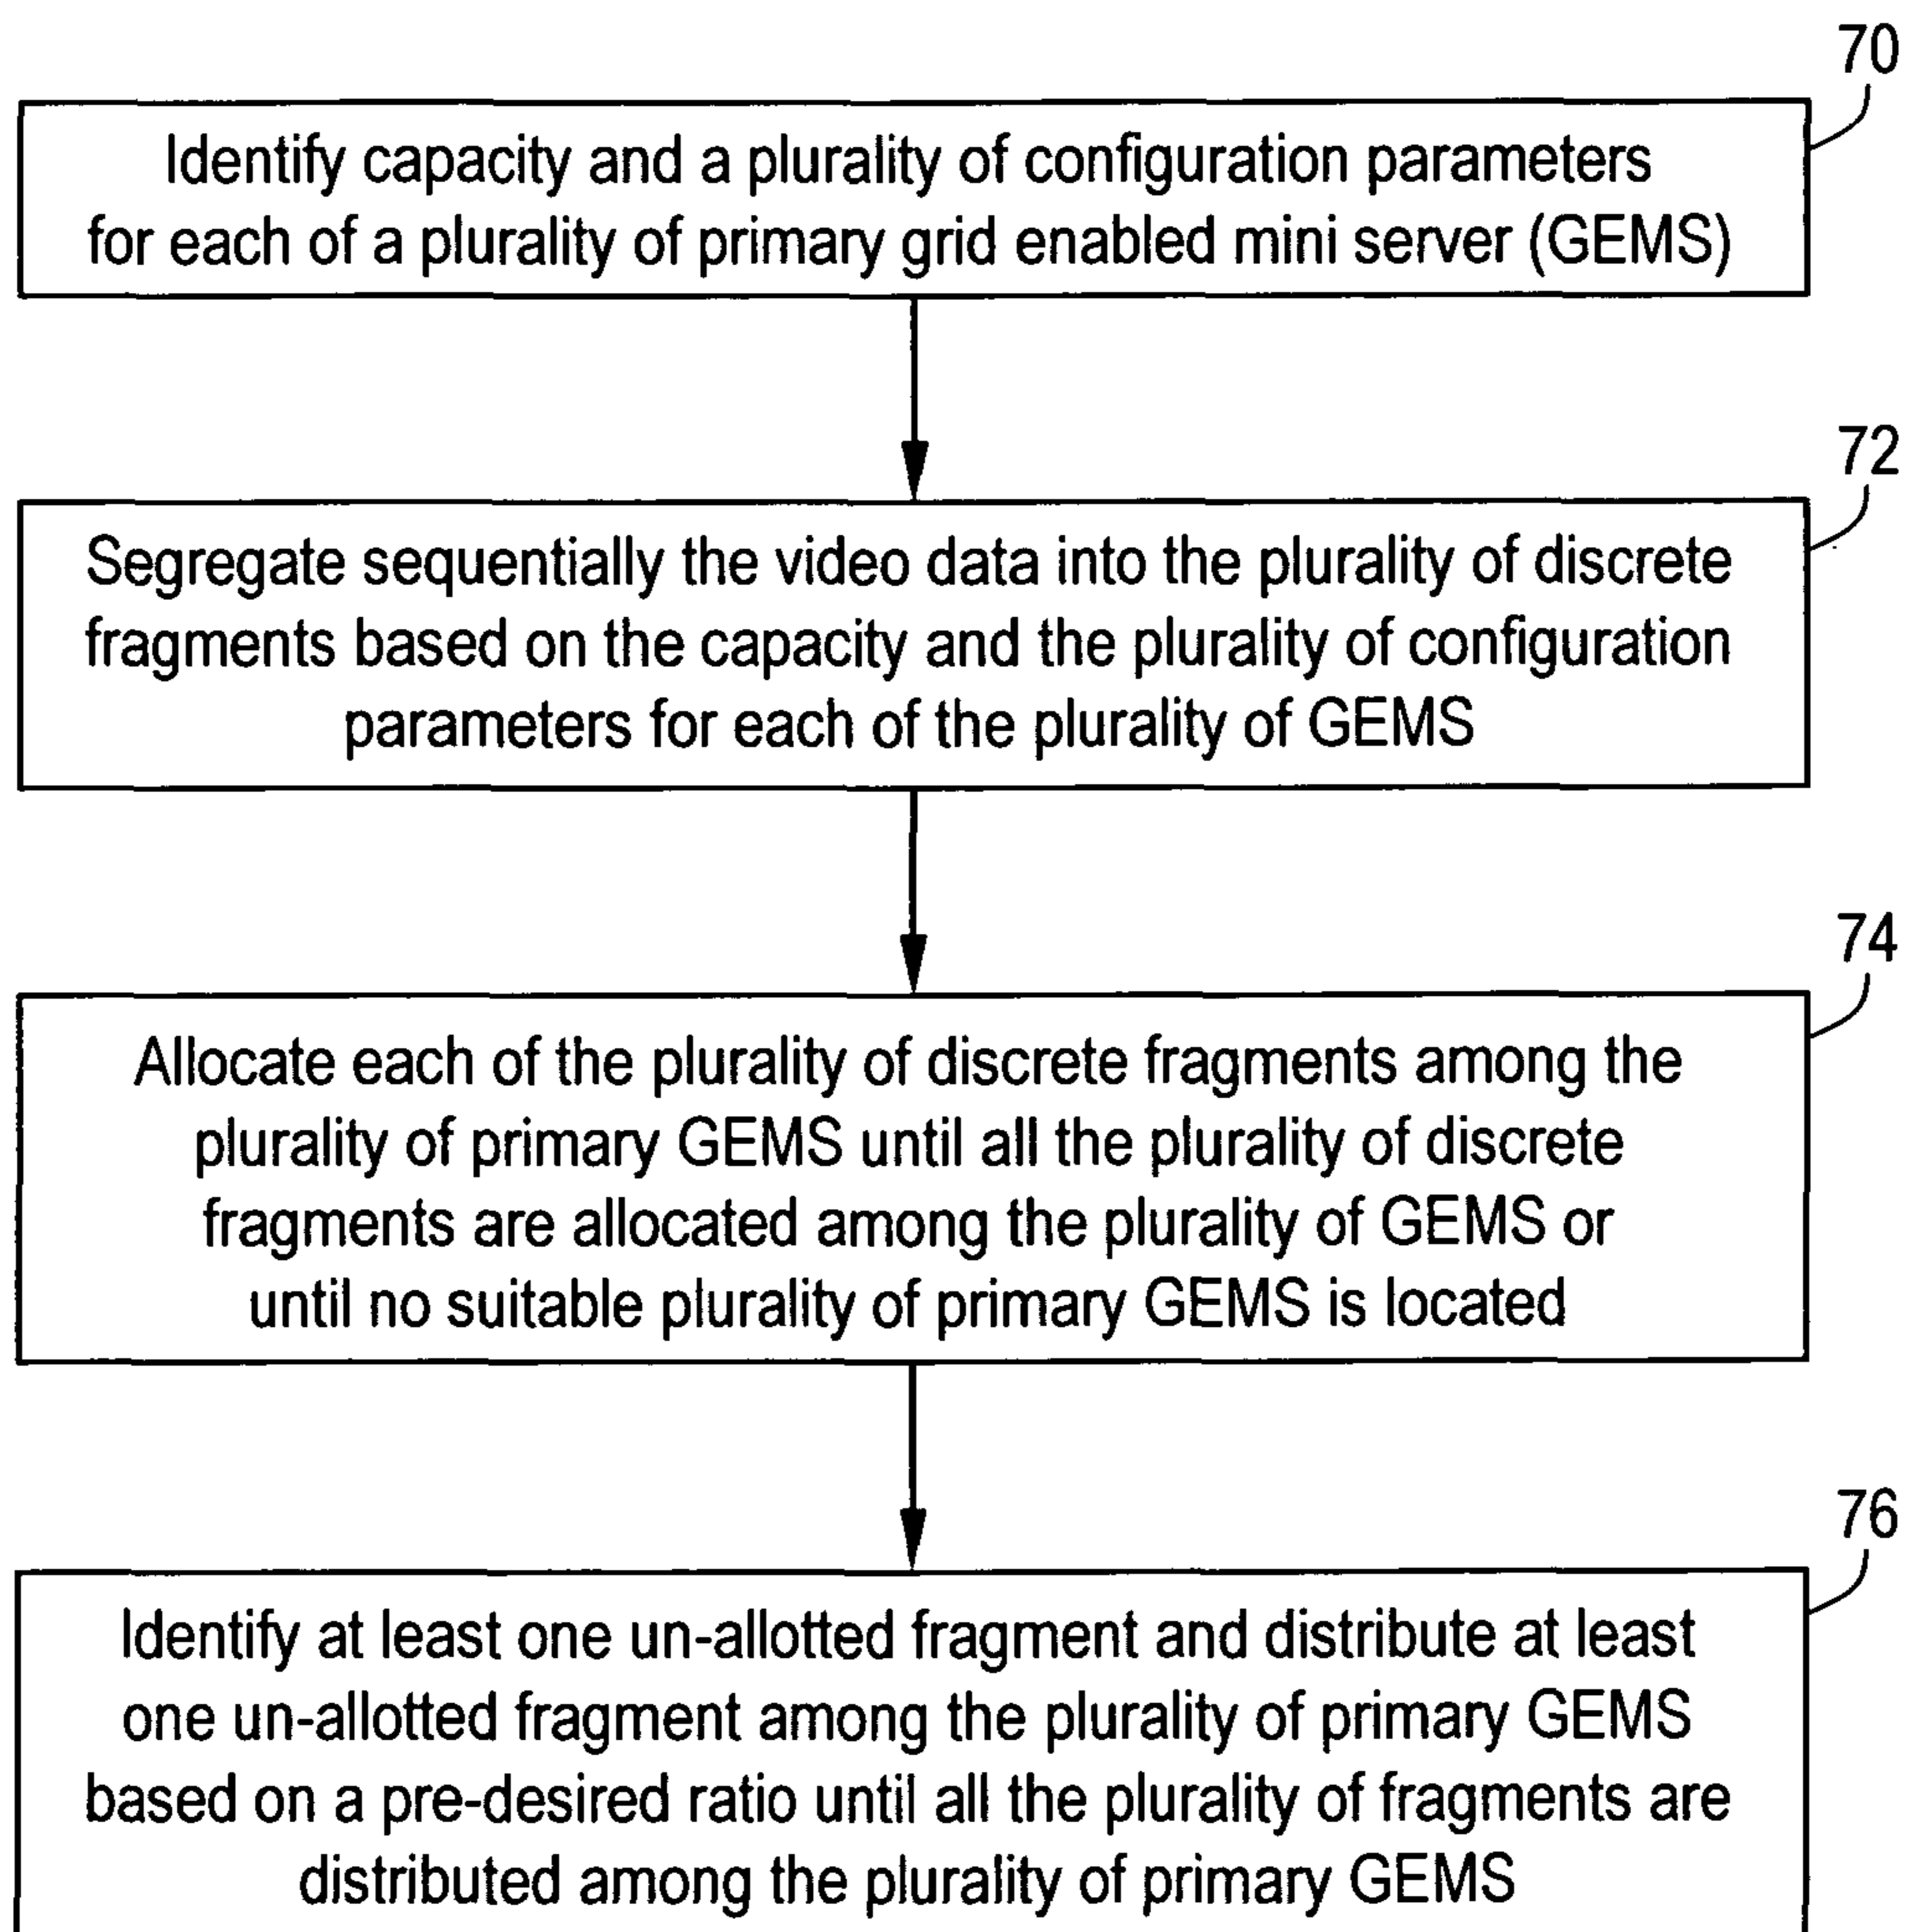 70
Identify capacity and a plurality of configuration parameters
for each of a plurality of primary grid enabled mini server (GEMS)
72
Segregate sequentially the video data into the plurality of discrete
fragments based on the capacity and the plurality of configuration
parameters for each of the plurality of GEMS
74
Allocate each of the plurality of discrete fragments among the
plurality of primary GEMS until all the plurality of discrete
fragments are allocated among the plurality of GEMS or
until no suitable plurality of primary GEMS is located
76
Identify at least one un-allotted fragment and distribute at least
one un-allotted fragment among the plurality of primary GEMS
based on a pre-desired ratio until all the plurality of fragments are
distributed among the plurality of primary GEMS